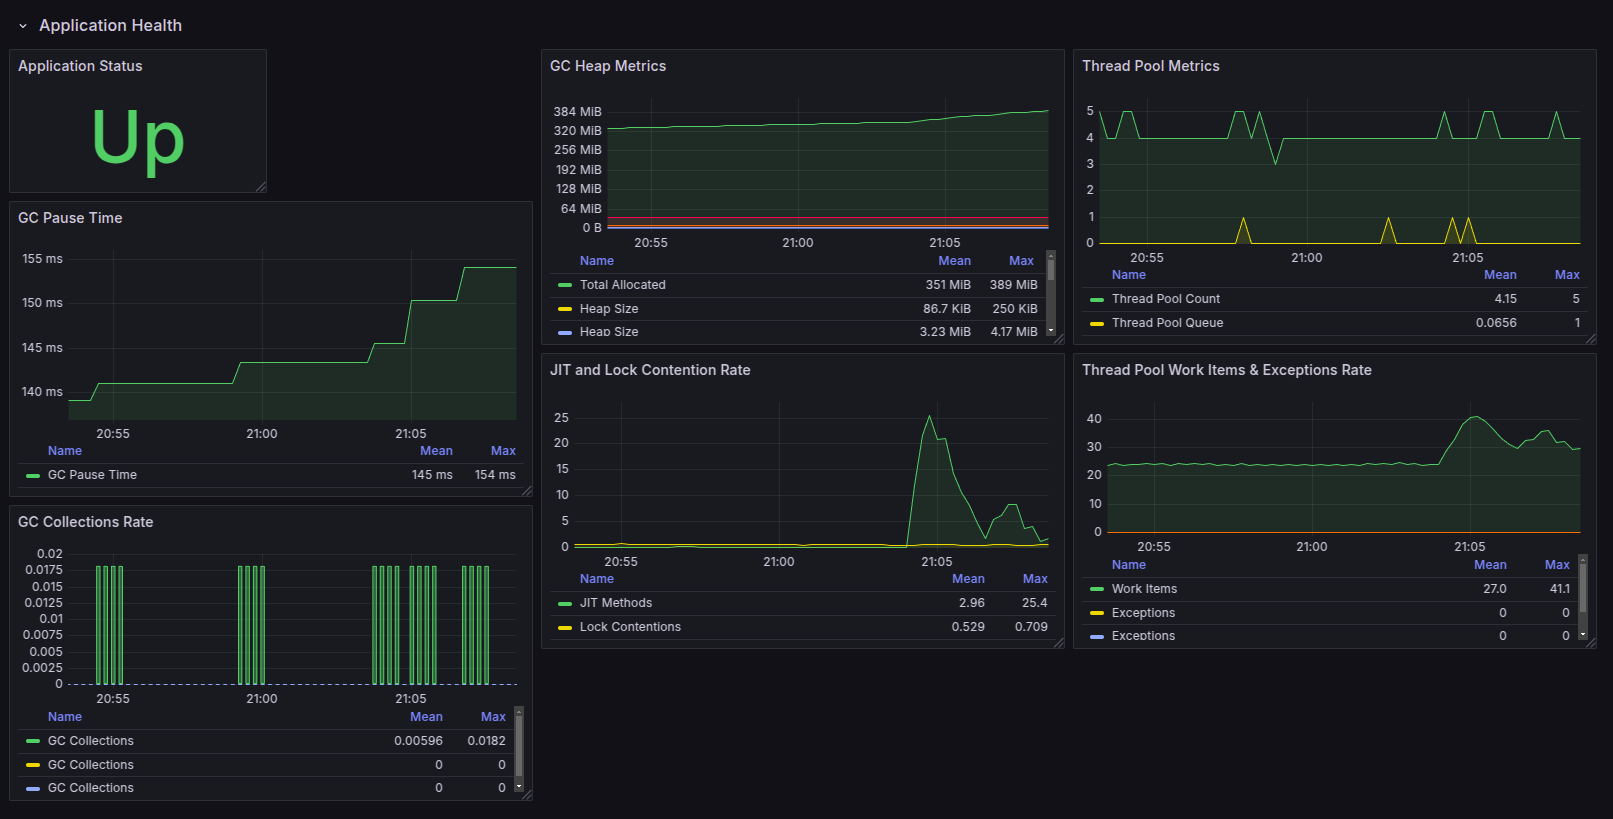 Application Health
Application Status
Up
GC Pause Time
155 ms
150 ms
145 ms
140 ms
20:55 21:00 21:05
Name Mean Max
GC Pause Time 145 ms 154 ms
GC Collections Rate
0.02
0.0175
0.015
0.0125
0.01
0.0075
0.005
0.0025
0
20:55 21:00 21:05
Name Mean Max
GC Collections 0.00596 0.0182
GC Collections 0 0
GC Collections 0 0
GC Heap Metrics
384 MiB
320 MiB
256 MiB
192 MiB
128 MiB
64 MiB
0 B
20:55 21:00 21:05
Name Mean Max
Total Allocated 351 MiB 389 MiB
Heap Size 86.7 KiB 250 KiB
Heap Size 3.23 MiB 4.17 MiB
JIT and Lock Contention Rate
25
20
15
10
5
0
20:55 21:00 21:05
Name Mean Max
JIT Methods 2.96 25.4
Lock Contentions 0.529 0.709
Thread Pool Metrics
5
4
3
2
1
0
20:55 21:00 21:05
Name Mean Max
Thread Pool Count 4.15 5
Thread Pool Queue 0.0656 1
Thread Pool Work Items & Exceptions Rate
40
30
20
10
0
20:55 21:00 21:05
Name Mean Max
Work Items 27.0 41.1
Exceptions 0 0
Exceptions 0 0